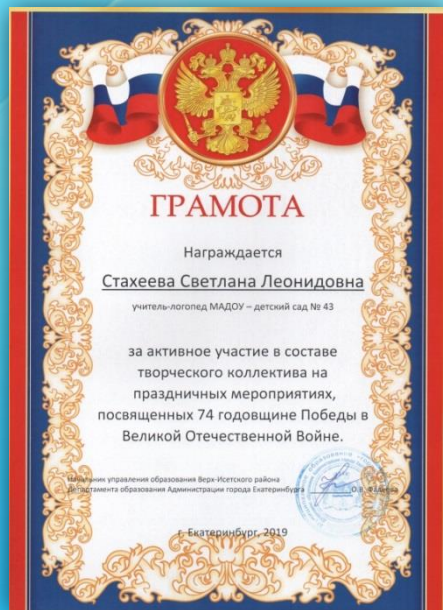 ГРАМОТА
Награждается
Стахеева Светлана Леонидовна
учитель-логопед МАДОУ – детский сад № 43
за активное участие в составе
творческого коллектива на
праздничных мероприятиях,
посвященных 74 годовщине Победы в
Великой Отечественной Войне.
Начальник управления образования Верх-Исетского района
Департамента образования Администрации города Екатеринбурга О.В.
г. Екатеринбург, 2019